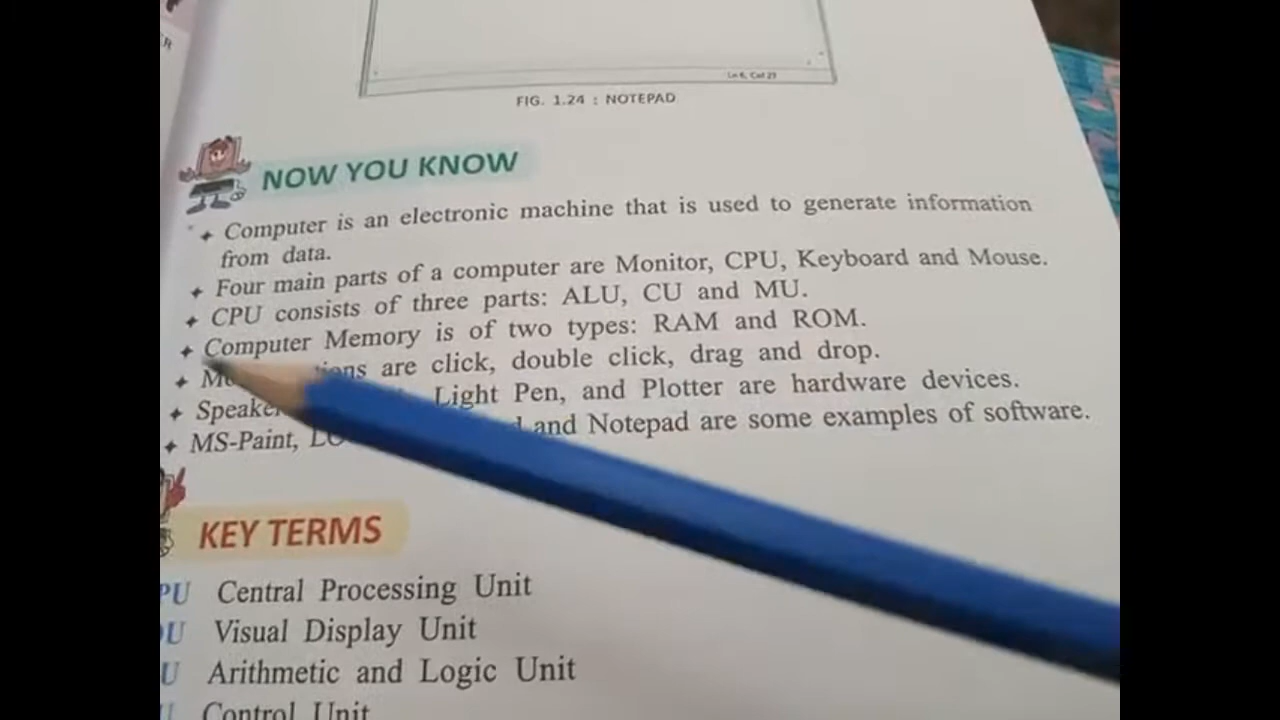 Ln 6, Col 21
FIG. 1.24 : NOTEPAD
NOW YOU KNOW
Computer is an electronic machine that is used to generate information
from data.
Four main parts of a computer are Monitor, CPU, Keyboard and Mouse.
CPU consists of three parts: ALU, CU and MU.
Computer Memory is of two types: RAM and ROM.
are click, double click, drag and drop.
Light Pen, and Plotter are hardware devices.
MS-Paint, and Notepad are some examples of software.
KEY TERMS
Central Processing Unit
Visual Display Unit
Arithmetic and Logic Unit
Control Unit